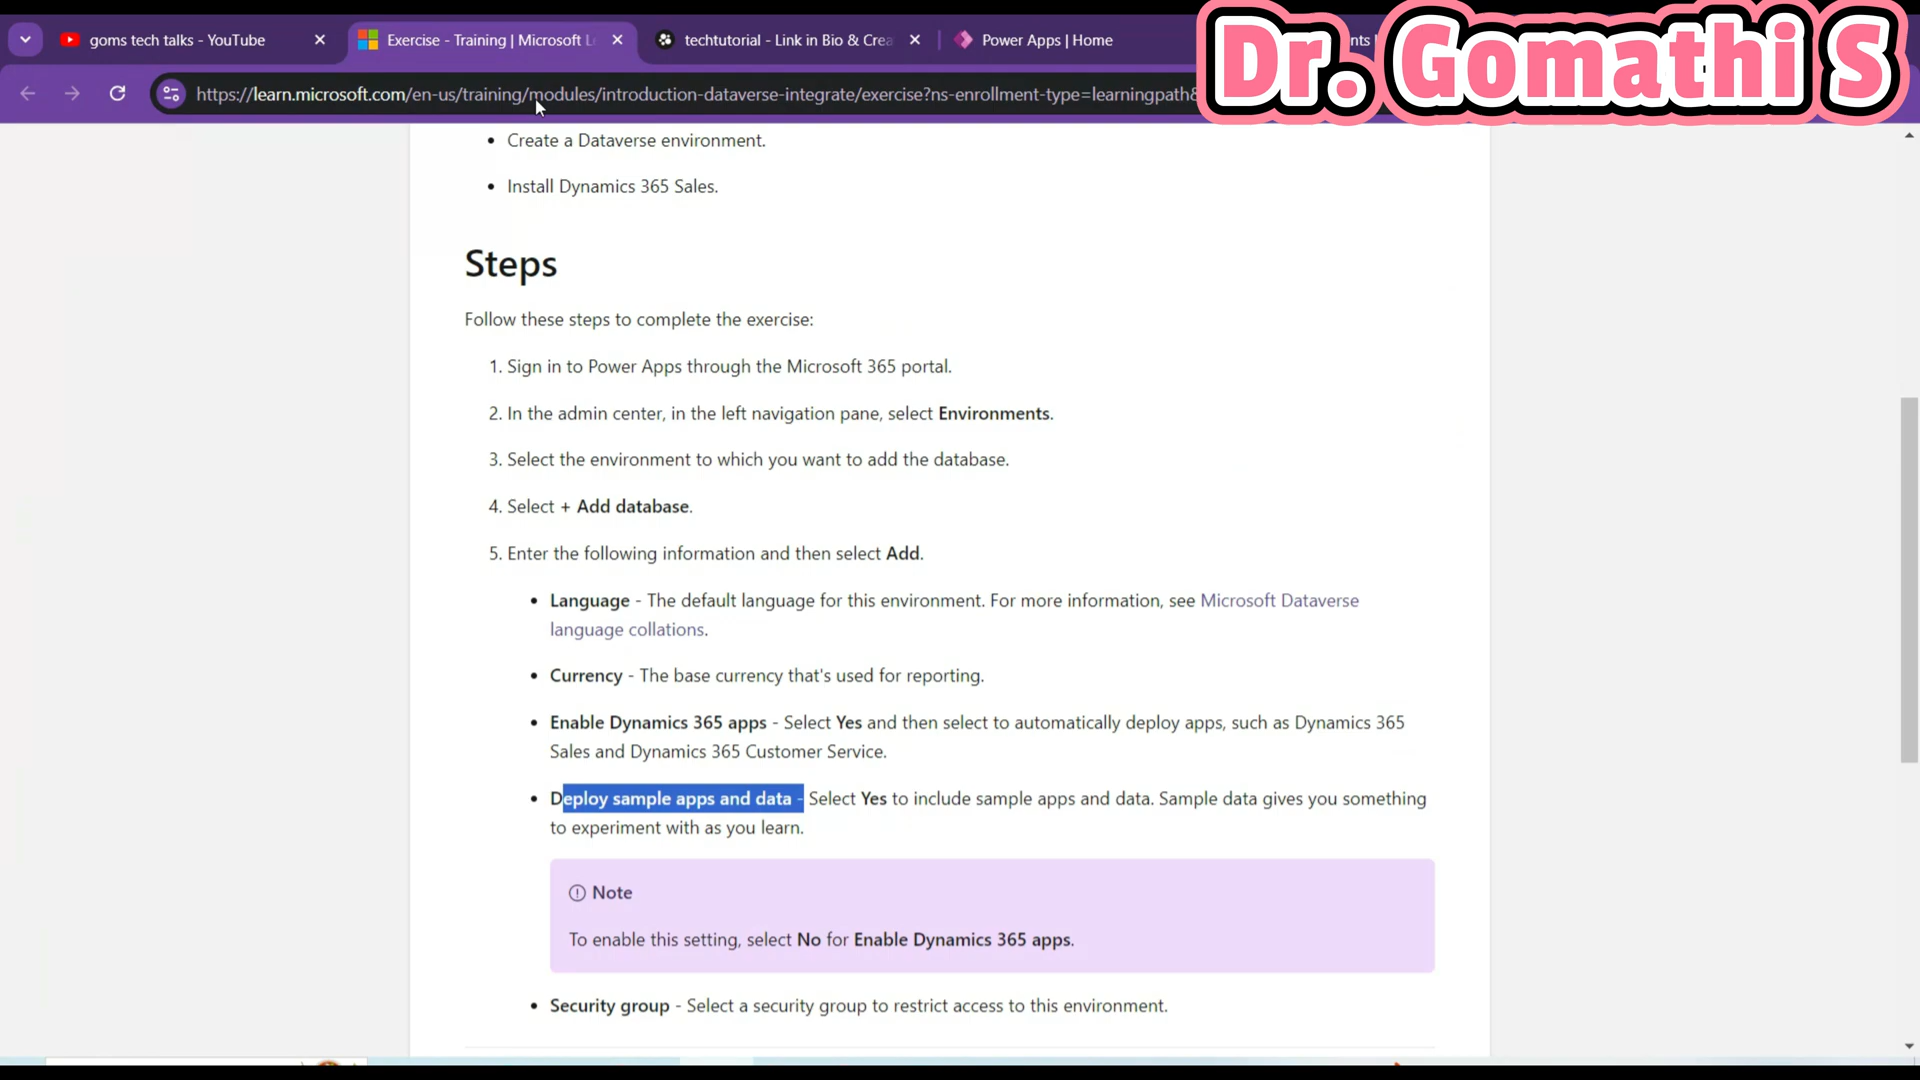 goms tech talks - YouTube
Exercise - Training | Microsoft L
techtutorial - Link in Bio & Crea
Power Apps | Home
nts
Dr. Gomathi S
https://learn.microsoft.com/en-us/training/modules/introduction-dataverse-integrate/exercise?ns-enrollment-type=learningpath&
• Create a Dataverse environment.
• Install Dynamics 365 Sales.
Steps
Follow these steps to complete the exercise:
1. Sign in to Power Apps through the Microsoft 365 portal.
2. In the admin center, in the left navigation pane, select Environments.
3. Select the environment to which you want to add the database.
4. Select + Add database.
5. Enter the following information and then select Add.
• Language - The default language for this environment. For more information, see Microsoft Dataverse
language collations.
• Currency - The base currency that's used for reporting.
• Enable Dynamics 365 apps - Select Yes and then select to automatically deploy apps, such as Dynamics 365
Sales and Dynamics 365 Customer Service.
• Deploy sample apps and data - Select Yes to include sample apps and data. Sample data gives you something
to experiment with as you learn.
Note
To enable this setting, select No for Enable Dynamics 365 apps.
• Security group - Select a security group to restrict access to this environment.